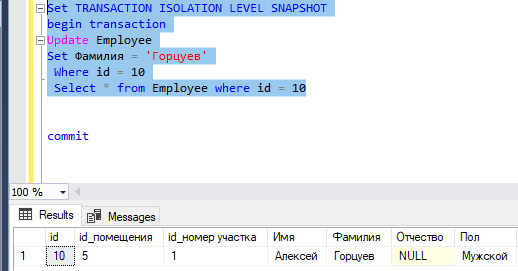 Set TRANSACTION ISOLATION LEVEL SNAPSHOT
begin transaction
Update Employee
Set Фамилия = 'Горцуев'
Where id = 10
Select * from Employee where id = 10
commit
100 %
Results Messages
id id_помещения id_номер участка Имя Фамилия Отчество Пол
1 10 5 1 Алексей Горцуев NULL Мужской